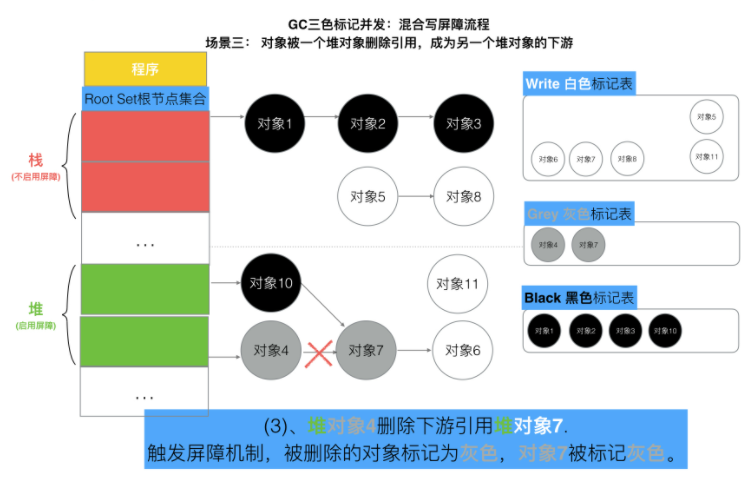 GC三色标记并发：混合写屏障流程
场景三： 对象被一个堆对象删除引用，成为另一个堆对象的下游
程序
Root Set根节点集合
栈
(不启用屏障)
...
堆
(启用屏障)
...
对象1
对象2
对象3
对象5
对象8
对象10
对象11
对象4
对象7
对象6
Write 白色标记表
对象5
对象6
对象7
对象8
对象11
Grey 灰色标记表
对象4
对象7
Black 黑色标记表
对象1
对象2
对象3
对象10
(3)、堆对象4删除下游引用堆对象7.
触发屏障机制，被删除的对象标记为灰色，对象7被标记灰色。